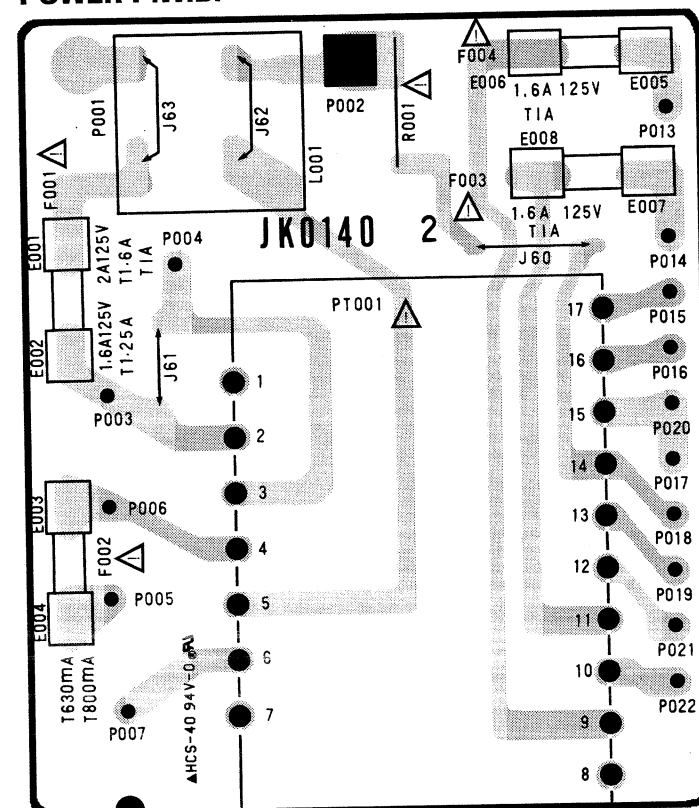 P001
J63
J62
L001
P002
R001
F004
E006
1.6A 125V
T1A
E005
P013
E008
F003
1.6A 125V
T1A
E007
P014
F001
E001
2A125V
T1.6A
T1A
P004
JK0140 2
J60
E002
1.6A125V
T1.25A
J61
P003
PT001
17
P015
16
P016
15
P020
P017
14
P018
13
P019
12
P021
11
10
P022
9
8
1
2
3
4
5
6
7
E003
P006
F002
E004
P005
T630mA
T800mA
P007
▲HCS-40 94V-0